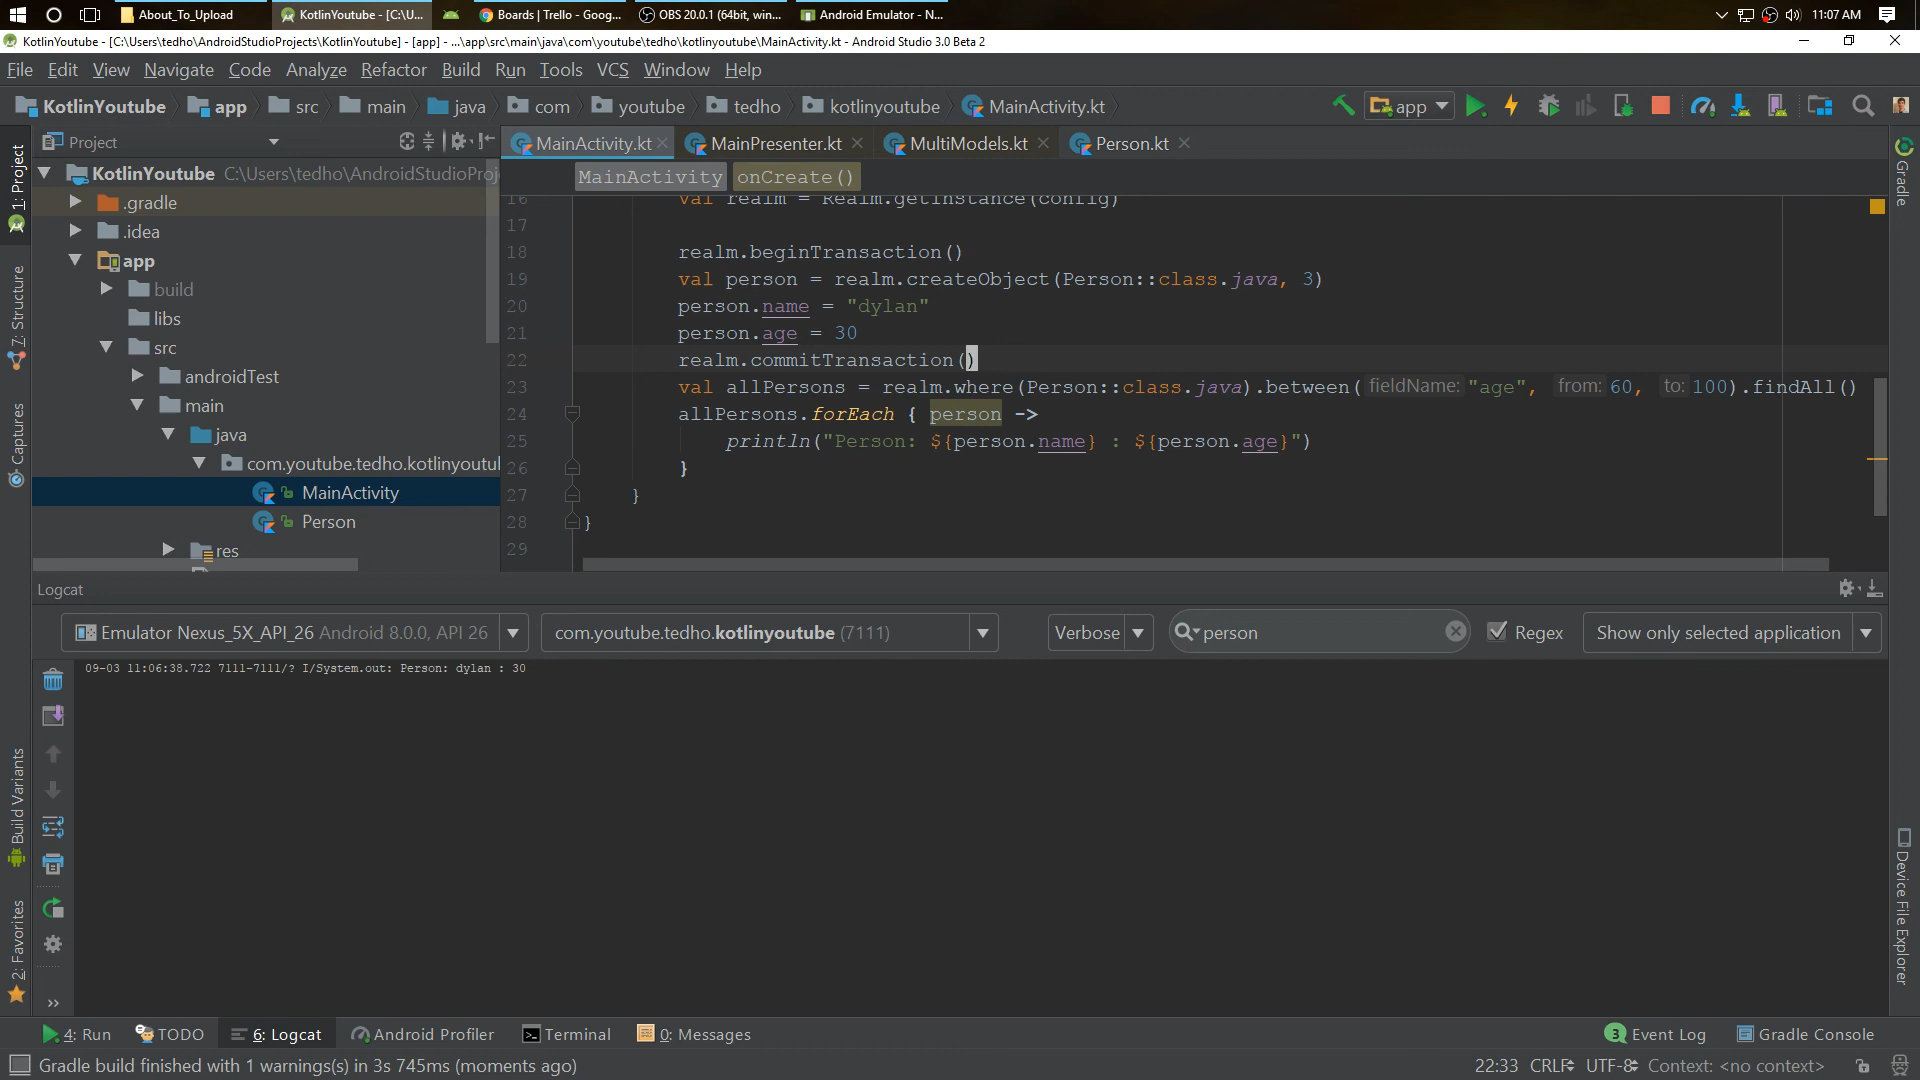 About_To_Upload
KotlinYoutube - [C:\U...
Boards | Trello - Goog...
OBS 20.0.1 (64bit, win...
Android Emulator - N...
11:07 AM
KotlinYoutube - [C:\Users\tedho\AndroidStudioProjects\KotlinYoutube] - [app] - ...\app\src\main\java\com\youtube\tedho\kotlinyoutube\MainActivity.kt - Android Studio 3.0 Beta 2
File Edit View Navigate Code Analyze Refactor Build Run Tools VCS Window Help
KotlinYoutube app src main java com youtube tedho kotlinyoutube MainActivity.kt
app
Project
MainActivity.kt MainPresenter.kt MultiModels.kt Person.kt
1: Project
7: Structure
Captures
Build Variants
2: Favorites
KotlinYoutube C:\Users\tedho\AndroidStudioProj
.gradle
.idea
app
build
libs
src
androidTest
main
java
com.youtube.tedho.kotlinyoutul
MainActivity
Person
res
MainActivity onCreate()
16 val realm = Realm.getInstance(config)
17
18 realm.beginTransaction()
19 val person = realm.createObject(Person::class.java, 3)
20 person.name = "dylan"
21 person.age = 30
22 realm.commitTransaction()
23 val allPersons = realm.where(Person::class.java).between(fieldName: "age", from: 60, to: 100).findAll()
24 allPersons.forEach { person ->
25 println("Person: ${person.name} : ${person.age}")
26 }
27 }
28 }
29
Gradle
Device File Explorer
Logcat
Emulator Nexus_5X_API_26 Android 8.0.0, API 26
com.youtube.tedho.kotlinyoutube (7111)
Verbose
person
Regex
Show only selected application
09-03 11:06:38.722 7111-7111/? I/System.out: Person: dylan : 30
4: Run TODO 6: Logcat Android Profiler Terminal 0: Messages
3 Event Log Gradle Console
Gradle build finished with 1 warnings(s) in 3s 745ms (moments ago)
22:33 CRLF UTF-8 Context: <no context>